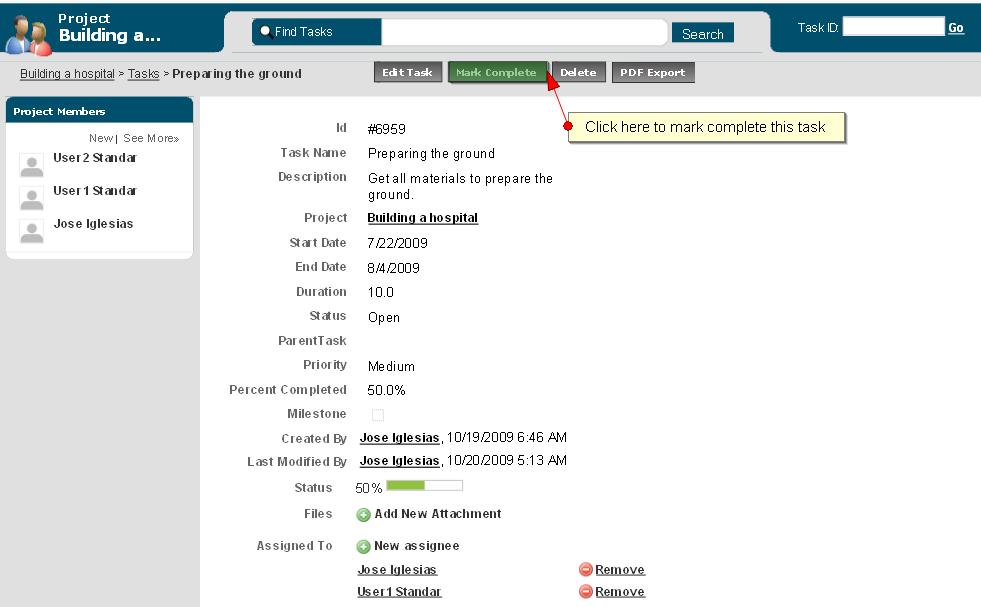 Project
Building a...
Find Tasks
Search
Task ID:
Go
Building a hospital > Tasks > Preparing the ground
Edit Task
Mark Complete
Delete
PDF Export
Click here to mark complete this task
Project Members
New | See More»
User2 Standar
User1 Standar
Jose Iglesias
Id #6959
Task Name Preparing the ground
Description Get all materials to prepare the
ground.
Project Building a hospital
Start Date 7/22/2009
End Date 8/4/2009
Duration 10.0
Status Open
ParentTask
Priority Medium
Percent Completed 50.0%
Milestone
Created By Jose Iglesias, 10/19/2009 6:46 AM
Last Modified By Jose Iglesias, 10/20/2009 5:13 AM
Status 50%
Files Add New Attachment
Assigned To New assignee
Jose Iglesias Remove
User1 Standar Remove